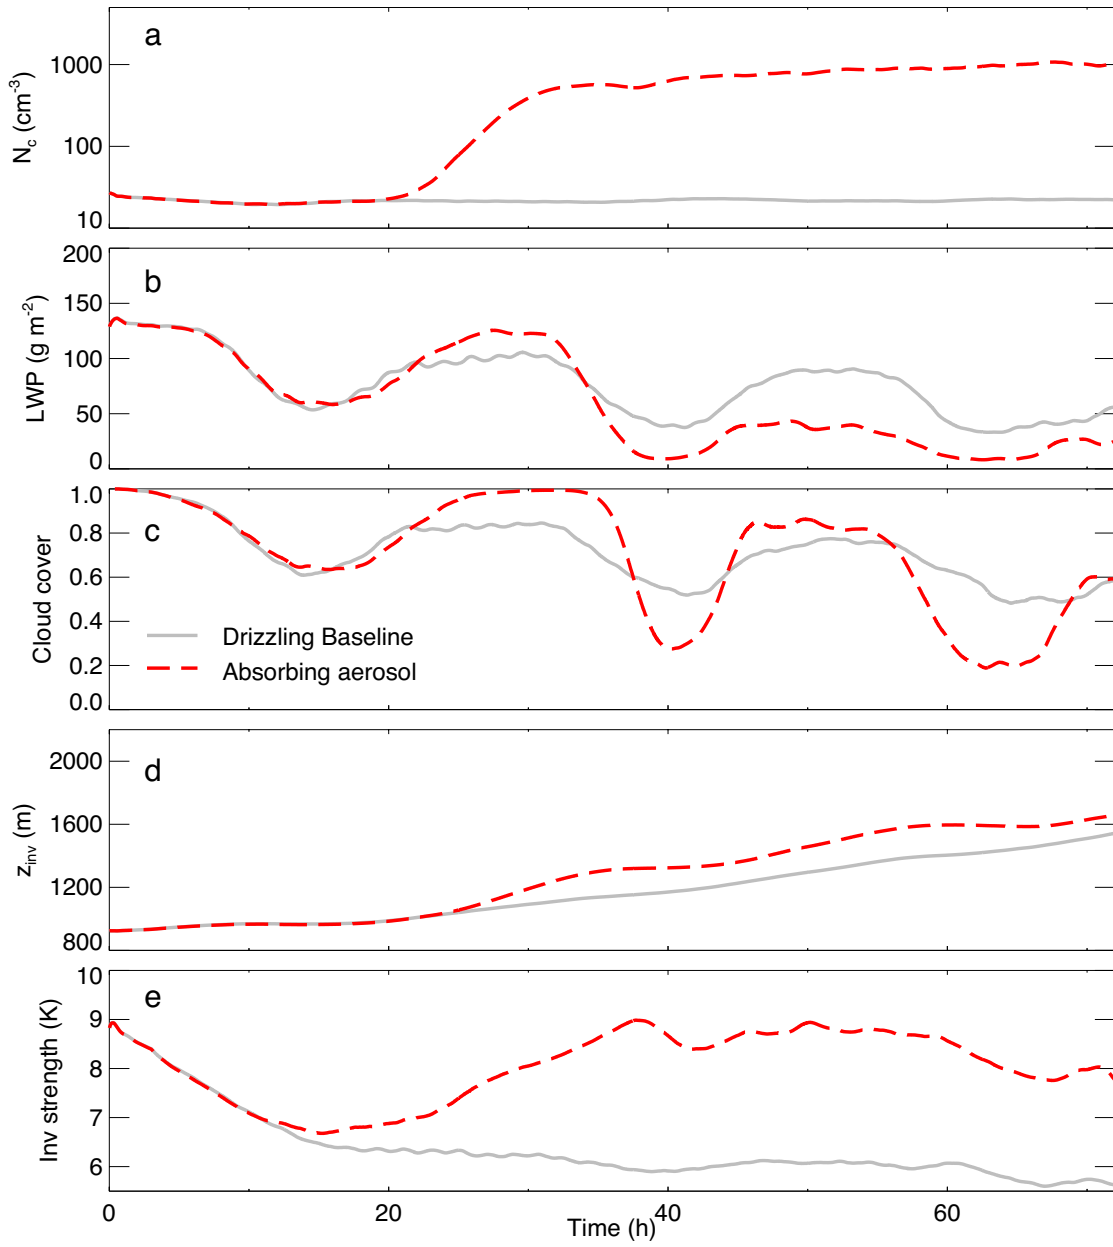 a
1000
100
10
N_c (cm^-3)
b
200
150
100
50
0
LWP (g m^-2)
c
1.0
0.8
0.6
0.4
0.2
0.0
Cloud cover
Drizzling Baseline
Absorbing aerosol
d
2000
1600
1200
800
z_inv (m)
e
10
9
8
7
6
Inv strength (K)
0
20
40
60
Time (h)